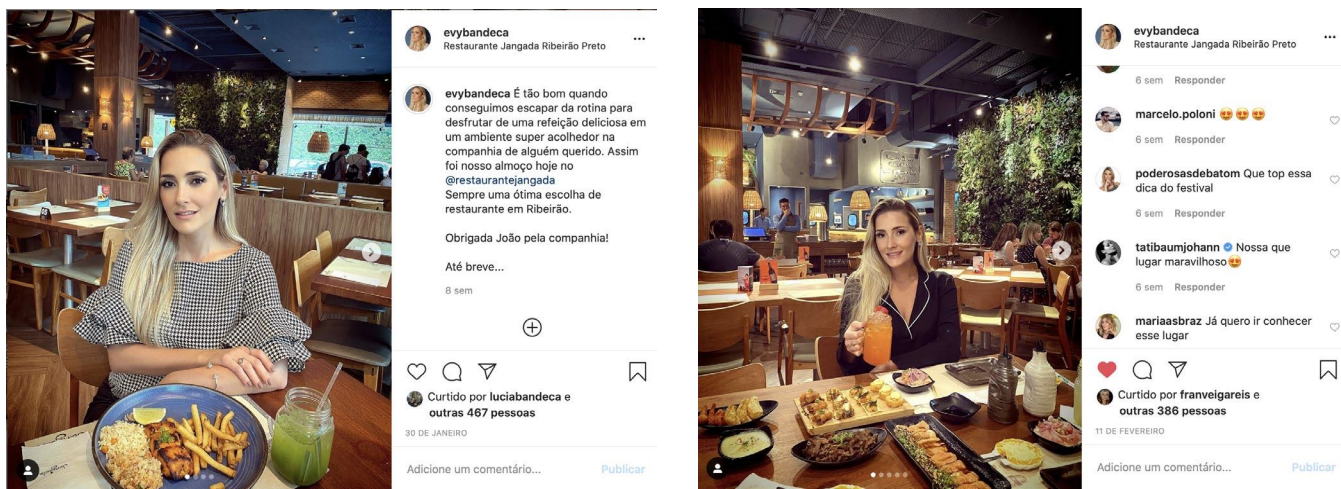 evybandeca
Restaurante Jangada Ribeirão Preto
evybandeca É tão bom quando
conseguimos escapar da rotina para
desfrutar de uma refeição deliciosa em
um ambiente super acolhedor na
companhia de alguém querido. Assim
foi nosso almoço hoje no
@restaurantejangada
Sempre uma ótima escolha de
restaurante em Ribeirão.
Obrigada João pela companhia!
Até breve...
8 sem
Curtido por luciabandeca e
outras 467 pessoas
30 DE JANEIRO
Adicione um comentário...
Publicar
evybandeca
Restaurante Jangada Ribeirão Preto
6 sem Responder
marcelo.poloni 😍 😍 😍
6 sem Responder
poderosasdebatom Que top essa
dica do festival
6 sem Responder
tatibaumjohann Nossa que
lugar maravilhoso😍
6 sem Responder
mariaasbraz Já quero ir conhecer
esse lugar
Curtido por franveigareis e
outras 386 pessoas
11 DE FEVEREIRO
Adicione um comentário...
Publicar